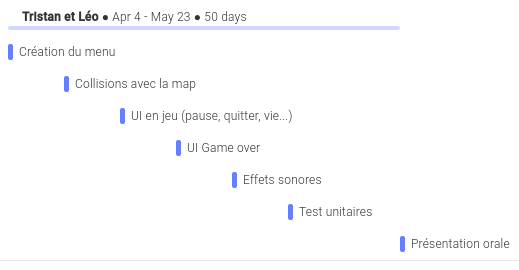 Tristan et Léo ● Apr 4 - May 23 ● 50 days
Création du menu
Collisions avec la map
UI en jeu (pause, quitter, vie...)
UI Game over
Effets sonores
Test unitaires
Présentation orale